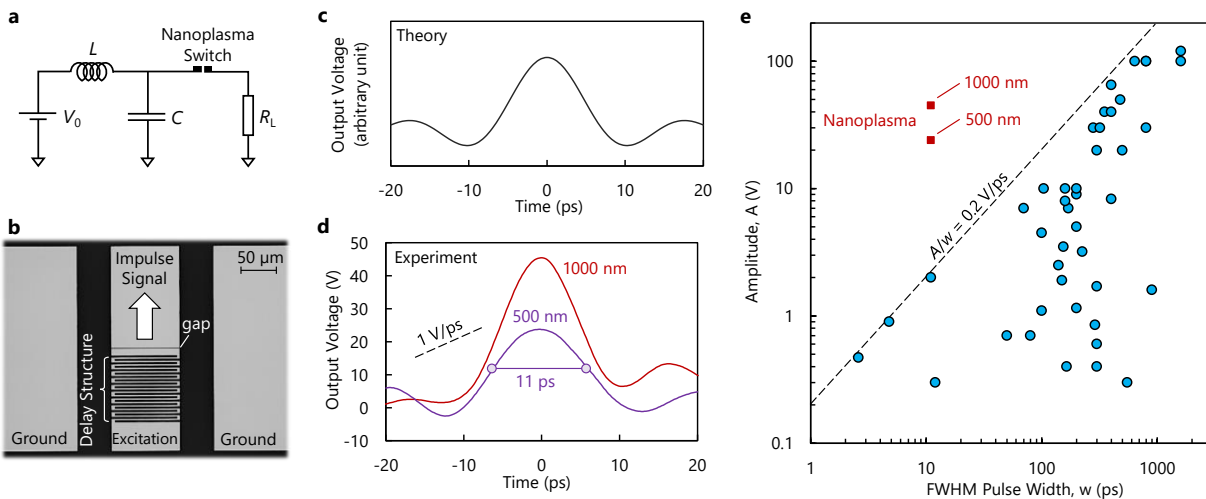 a
Nanoplasma
Switch
L
V0
C
RL
b
Impulse
Signal
50 μm
gap
Delay Structure
Ground
Excitation
Ground
c
Theory
Output Voltage
(arbitrary unit)
-20
-10
0
10
20
Time (ps)
d
Experiment
50
40
30
20
10
0
-10
Output Voltage (V)
1000 nm
500 nm
1 V/ps
11 ps
-20
-10
0
10
20
Time (ps)
e
100
10
1
0.1
Amplitude, A (V)
1000 nm
Nanoplasma
500 nm
A/w = 0.2 V/ps
1
10
100
1000
FWHM Pulse Width, w (ps)